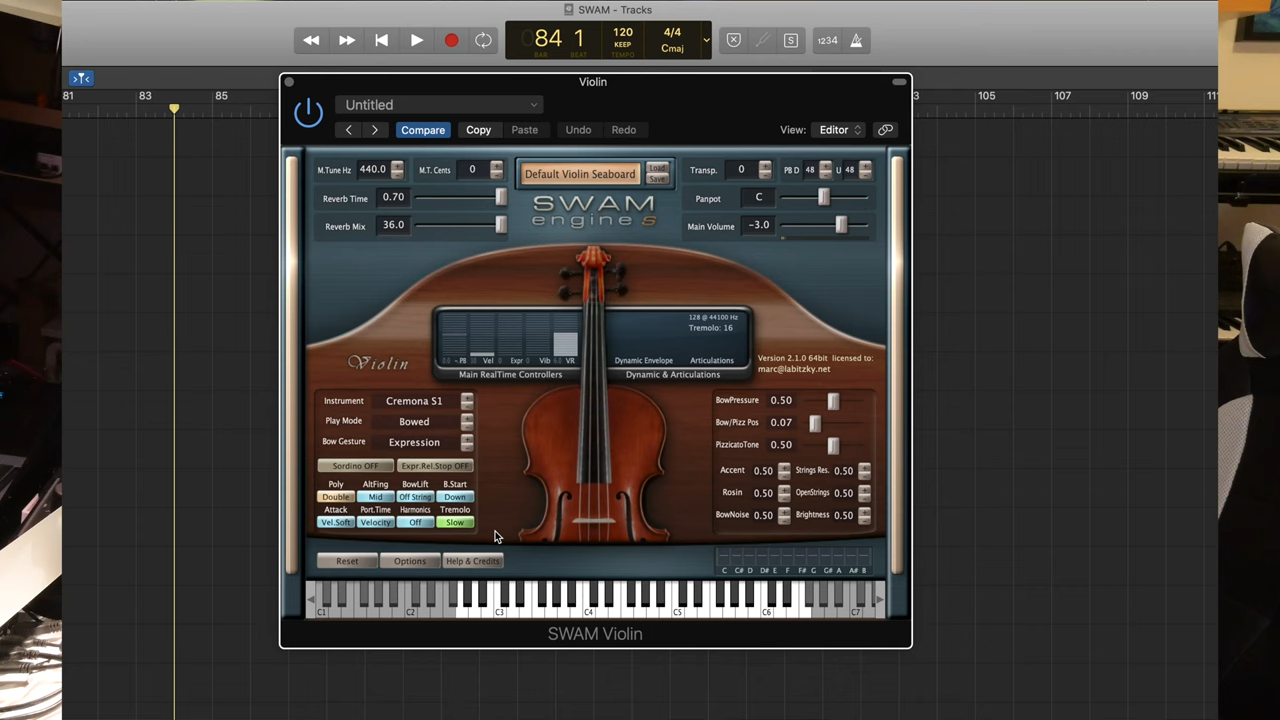 SWAM - Tracks
84 1 120 4/4
KEEP Cmaj
BAR BEAT TEMPO
S 1234
81 83 85 105 107 109 111
Violin
Untitled
Compare Copy Paste Undo Redo View: Editor
M.Tune Hz 440.0 M.T. Cents 0 Default Violin Seaboard Load Save Transp. 0 PB D 48 U 48
Reverb Time 0.70 SWAM Panpot C
engine S
Reverb Mix 36.0 Main Volume -3.0
128 @ 44100 Hz
Tremolo: 16
PB Vel Expr Vib VR Dynamic Envelope Articulations
Main RealTime Controllers Dynamic & Articulations
Violin
Version 2.1.0 64bit licensed to:
marc@labitzky.net
Instrument Cremona S1 BowPressure 0.50
Play Mode Bowed Bow/Pizz Pos 0.07
Bow Gesture Expression PizzicatoTone 0.50
Sordino OFF Expr.Rel.Stop OFF Accent 0.50 Strings Res. 0.50
Poly AltFing BowLift B.Start
Double Mid Off String Down Rosin 0.50 OpenStrings 0.50
Attack Port.Time Harmonics Tremolo
Vel.Soft Velocity Off Slow BowNoise 0.50 Brightness 0.50
Reset Options Help & Credits
C C# D D# E F F# G G# A A# B
C1 C2 C3 C4 C5 C6 C7
SWAM Violin